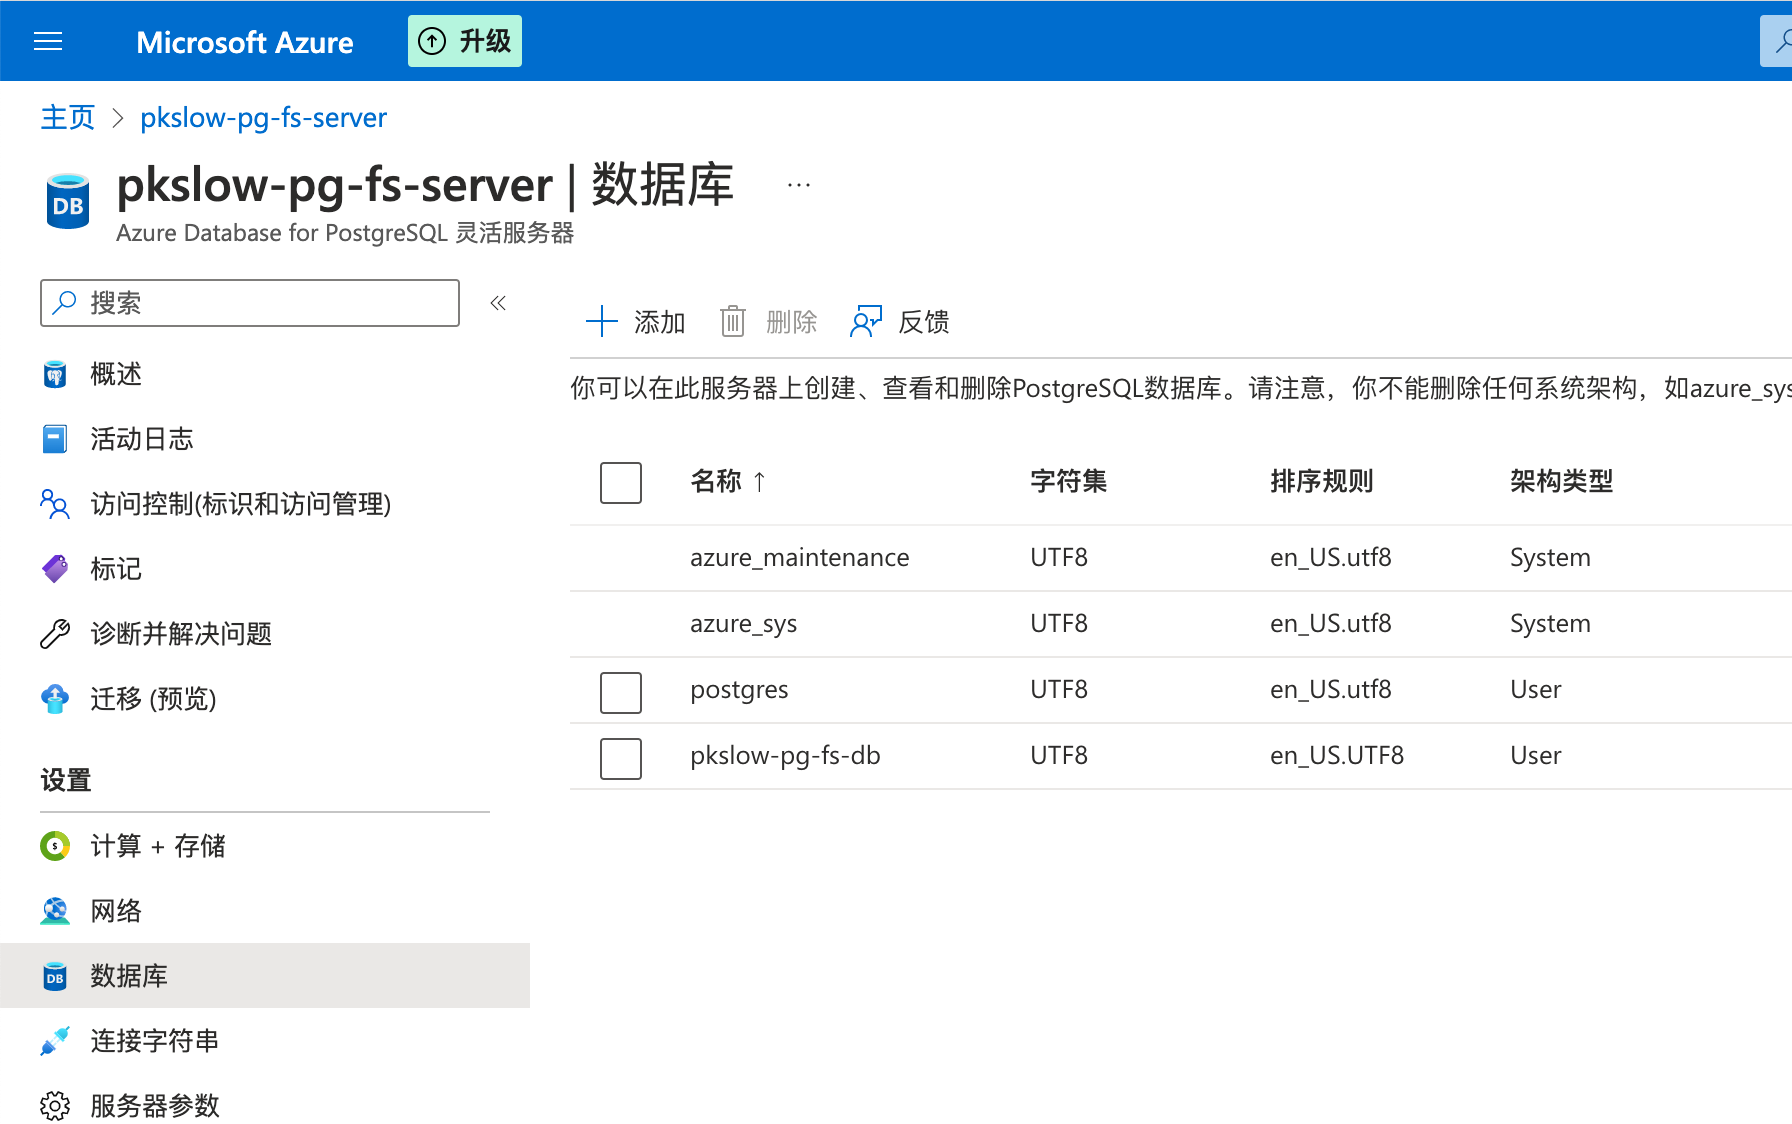 Microsoft Azure 升级
主页 > pkslow-pg-fs-server
DB
pkslow-pg-fs-server | 数据库 ...
Azure Database for PostgreSQL 灵活服务器
搜索 «
概述
活动日志
访问控制(标识和访问管理)
标记
诊断并解决问题
迁移 (预览)
设置
计算 + 存储
网络
DB 数据库
连接字符串
服务器参数
添加 删除 反馈
你可以在此服务器上创建、查看和删除PostgreSQL数据库。请注意，你不能删除任何系统架构，如azure_sys
名称 ↑ 字符集 排序规则 架构类型
azure_maintenance UTF8 en_US.utf8 System
azure_sys UTF8 en_US.utf8 System
postgres UTF8 en_US.utf8 User
pkslow-pg-fs-db UTF8 en_US.UTF8 User